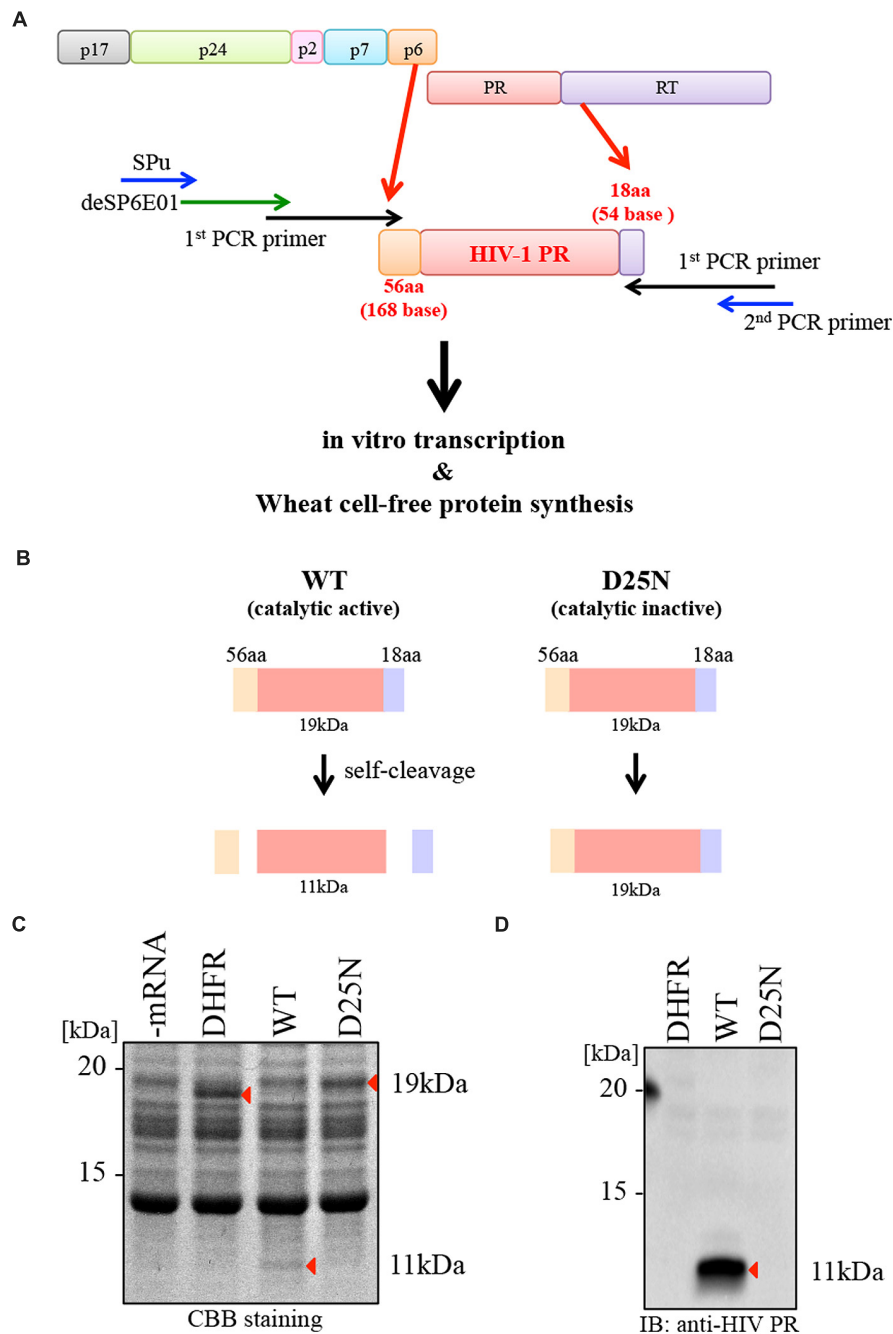 A
p17 p24 p2 p7 p6
PR RT
SPu
deSP6E01
1st PCR primer
18aa
(54 base )
HIV-1 PR
1st PCR primer
56aa
(168 base)
2nd PCR primer
in vitro transcription
&
Wheat cell-free protein synthesis
B
WT
(catalytic active)
D25N
(catalytic inactive)
56aa 18aa
56aa 18aa
19kDa
19kDa
self-cleavage
11kDa
19kDa
C
-mRNA
DHFR
WT
D25N
[kDa]
20
19kDa
15
11kDa
CBB staining
D
DHFR
WT
D25N
[kDa]
20
15
11kDa
IB: anti-HIV PR